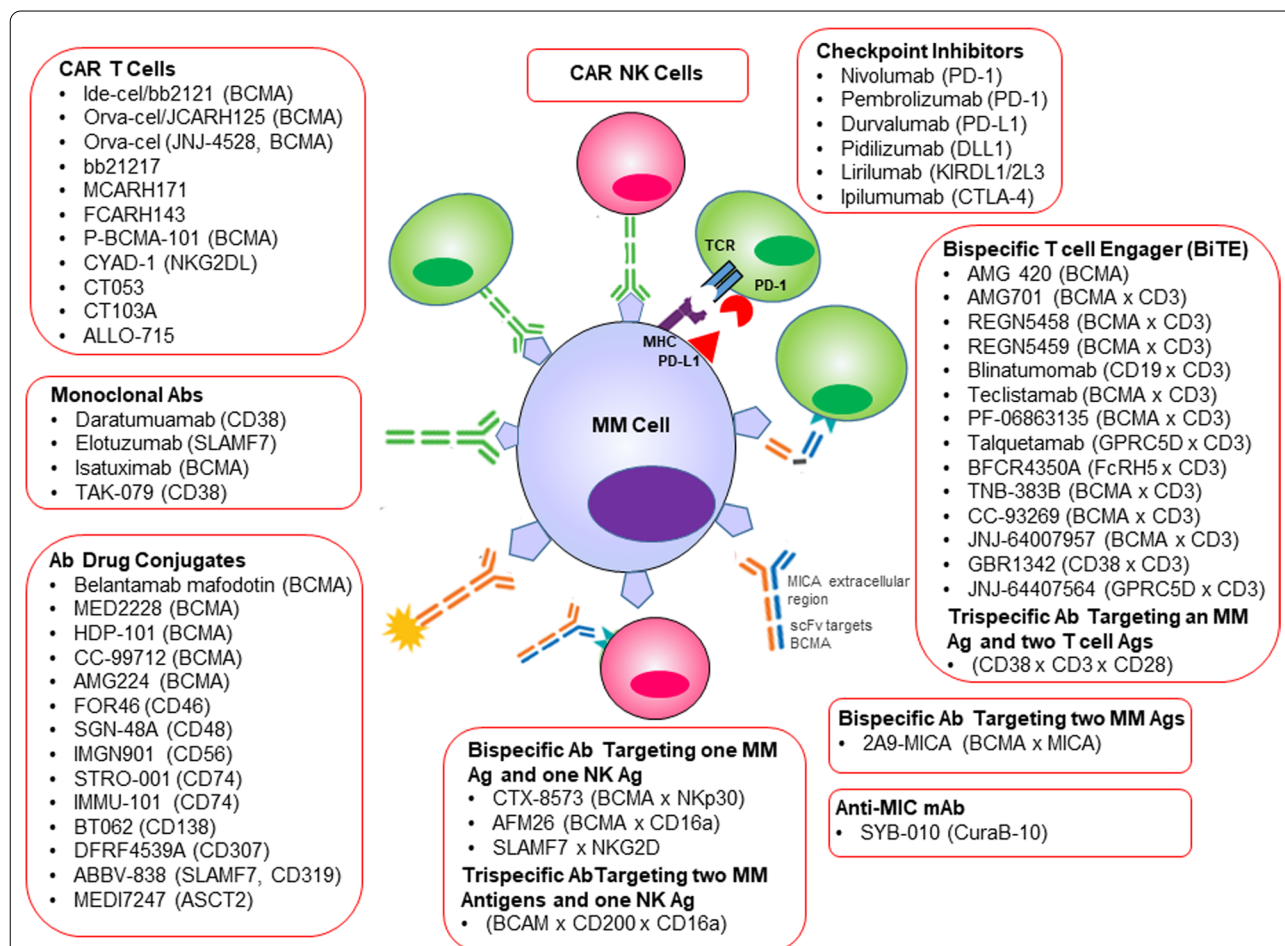 CAR T Cells
• Ide-cel/bb2121 (BCMA)
• Orva-cel/JCARH125 (BCMA)
• Orva-cel (JNJ-4528, BCMA)
• bb21217
• MCARH171
• FCARH143
• P-BCMA-101 (BCMA)
• CYAD-1 (NKG2DL)
• CT053
• CT103A
• ALLO-715
Monoclonal Abs
• Daratumuamab (CD38)
• Elotuzumab (SLAMF7)
• Isatuximab (BCMA)
• TAK-079 (CD38)
Ab Drug Conjugates
• Belantamab mafodotin (BCMA)
• MED2228 (BCMA)
• HDP-101 (BCMA)
• CC-99712 (BCMA)
• AMG224 (BCMA)
• FOR46 (CD46)
• SGN-48A (CD48)
• IMGN901 (CD56)
• STRO-001 (CD74)
• IMMU-101 (CD74)
• BT062 (CD138)
• DFRF4539A (CD307)
• ABBV-838 (SLAMF7, CD319)
• MEDI7247 (ASCT2)
CAR NK Cells
TCR
PD-1
MHC
PD-L1
MM Cell
MICA extracellular
region
scFv targets
BCMA
Bispecific Ab Targeting one MM
Ag and one NK Ag
• CTX-8573 (BCMA x NKp30)
• AFM26 (BCMA x CD16a)
• SLAMF7 x NKG2D
Trispecific Ab Targeting two MM
Antigens and one NK Ag
• (BCAM x CD200 x CD16a)
Checkpoint Inhibitors
• Nivolumab (PD-1)
• Pembrolizumab (PD-1)
• Durvalumab (PD-L1)
• Pidilizumab (DLL1)
• Lirilumab (KIRDL1/2L3
• Ipilumumab (CTLA-4)
Bispecific T cell Engager (BiTE)
• AMG 420 (BCMA)
• AMG701 (BCMA x CD3)
• REGN5458 (BCMA x CD3)
• REGN5459 (BCMA x CD3)
• Blinatumomab (CD19 x CD3)
• Teclistamab (BCMA x CD3)
• PF-06863135 (BCMA x CD3)
• Talquetamab (GPRC5D x CD3)
• BFCR4350A (FcRH5 x CD3)
• TNB-383B (BCMA x CD3)
• CC-93269 (BCMA x CD3)
• JNJ-64007957 (BCMA x CD3)
• GBR1342 (CD38 x CD3)
• JNJ-64407564 (GPRC5D x CD3)
Trispecific Ab Targeting an MM
Ag and two T cell Ags
• (CD38 x CD3 x CD28)
Bispecific Ab Targeting two MM Ags
• 2A9-MICA (BCMA x MICA)
Anti-MIC mAb
• SYB-010 (CuraB-10)